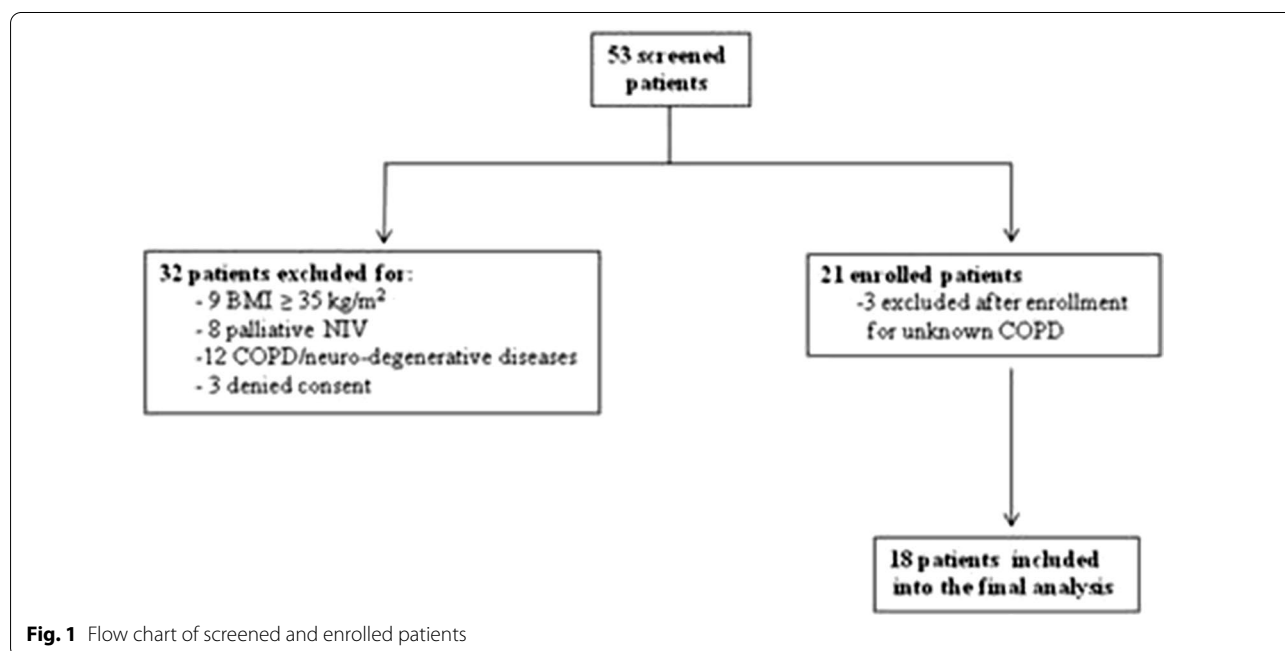 53 screened
patients
32 patients excluded for:
- 9 BMI ≥ 35 kg/m²
- 8 palliative NIV
-12 COPD/neuro-degenerative diseases
- 3 denied consent
21 enrolled patients
-3 excluded after enrollment
for unknown COPD
18 patients included
into the final analysis
Fig. 1 Flow chart of screened and enrolled patients